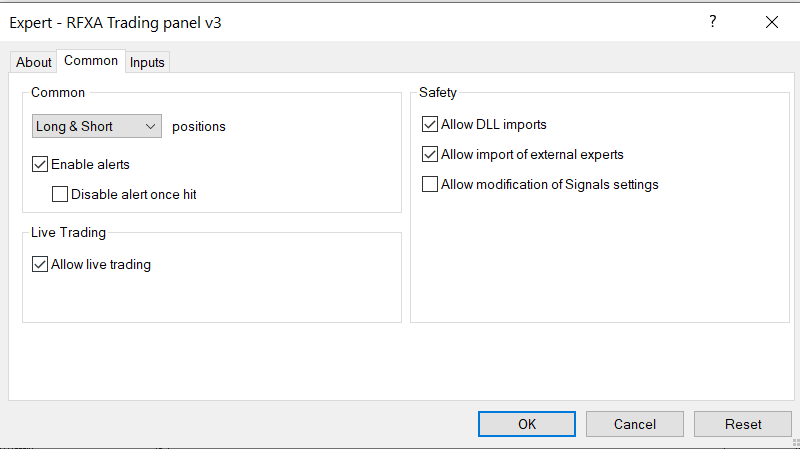 Expert - RFXA Trading panel v3
?
About
Common
Inputs
Common
Long & Short
positions
Enable alerts
Disable alert once hit
Live Trading
Allow live trading
Safety
Allow DLL imports
Allow import of external experts
Allow modification of Signals settings
OK
Cancel
Reset